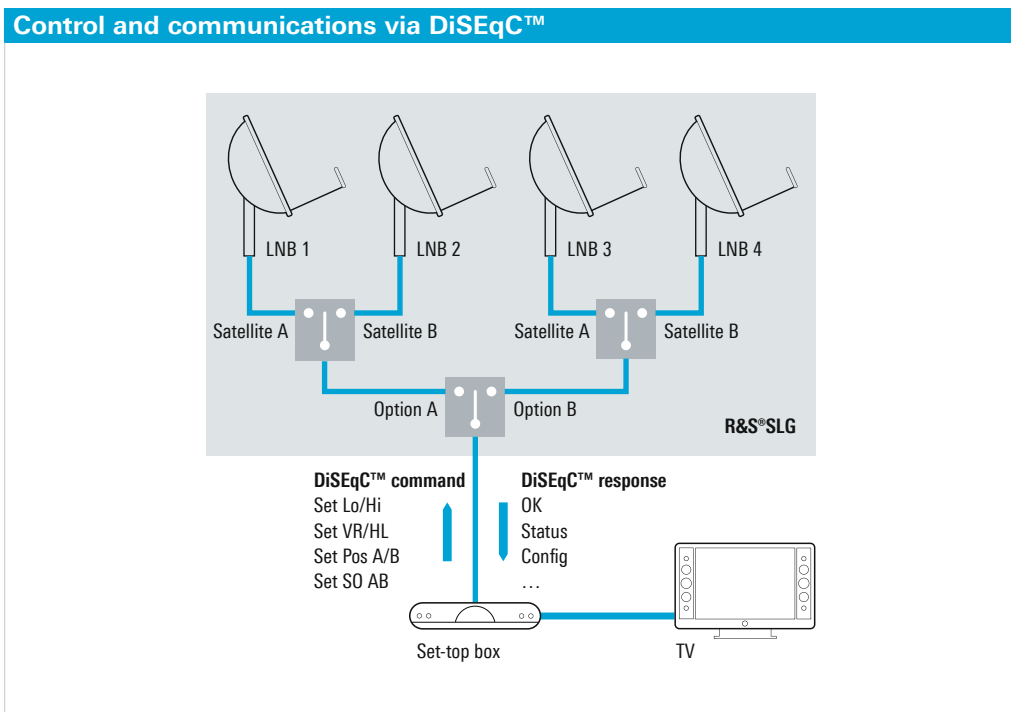 Control and communications via DiSEqC™
LNB 1
LNB 2
LNB 3
LNB 4
Satellite A
Satellite B
Satellite A
Satellite B
Option A
Option B
R&S®SLG
DiSEqC™ command
Set Lo/Hi
Set VR/HL
Set Pos A/B
Set SO AB
DiSEqC™ response
OK
Status
Config
...
Set-top box
TV